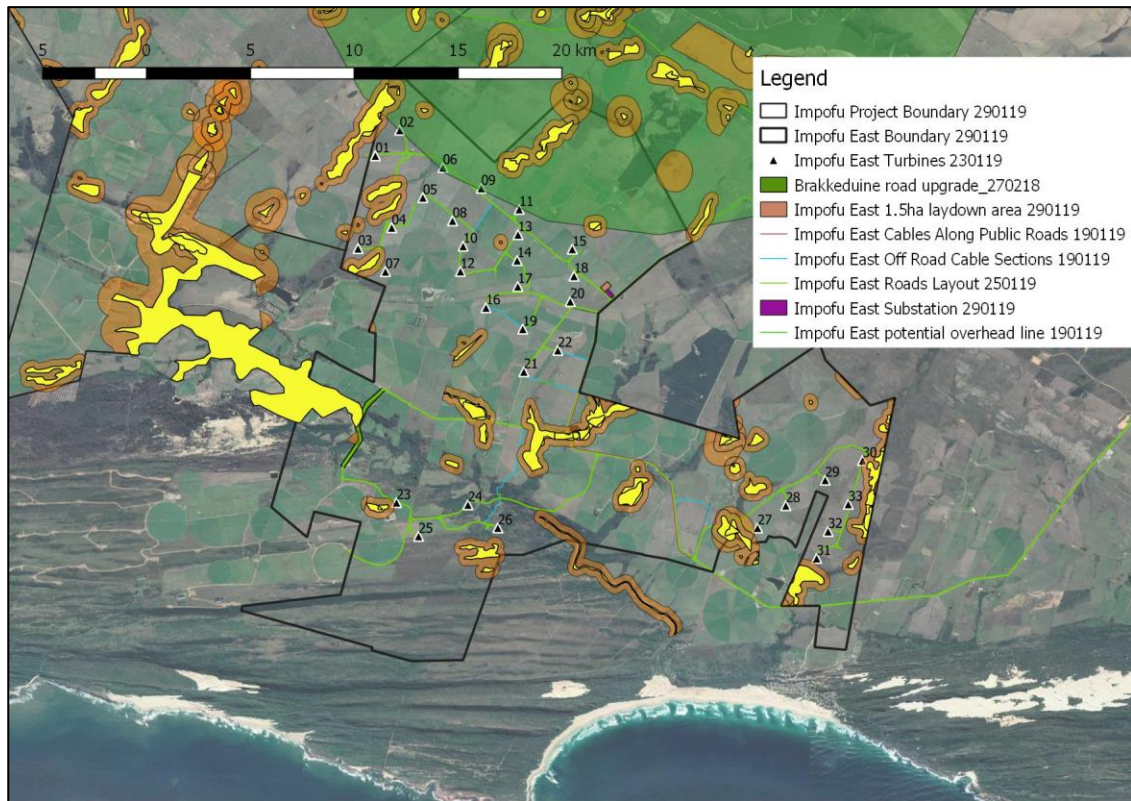 5 0 5 10 15 20 km
Legend
Impofu Project Boundary 290119
Impofu East Boundary 290119
Impofu East Turbines 230119
Brakkeduine road upgrade_270218
Impofu East 1.5ha laydown area 290119
Impofu East Cables Along Public Roads 190119
Impofu East Off Road Cable Sections 190119
Impofu East Roads Layout 250119
Impofu East Substation 290119
Impofu East potential overhead line 190119
02
01
06
09
05
11
08
04
13
10
15
03
14
12
07
18
17
20
16
19
22
21
30
29
23
24
28
33
25
26
27
32
31